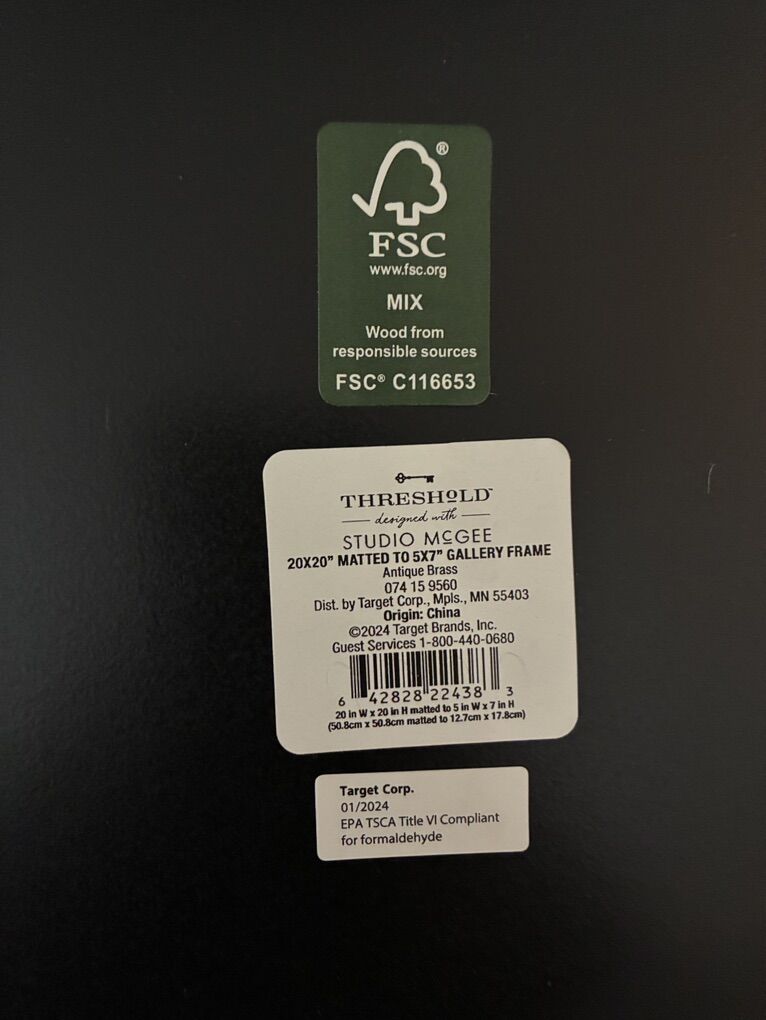 ®
FSC
www.fsc.org
MIX
Wood from
responsible sources
FSC® C116653
THRESHOLD™
designed with
STUDIO McGEE
20X20” MATTED TO 5X7” GALLERY FRAME
Antique Brass
074 15 9560
Dist. by Target Corp., Mpls., MN 55403
Origin: China
©2024 Target Brands, Inc.
Guest Services 1-800-440-0680
6 42828 22438 3
20 in W x 20 in H matted to 5 in W x 7 in H
(50.8cm x 50.8cm matted to 12.7cm x 17.8cm)
Target Corp.
01/2024
EPA TSCA Title VI Compliant
for formaldehyde